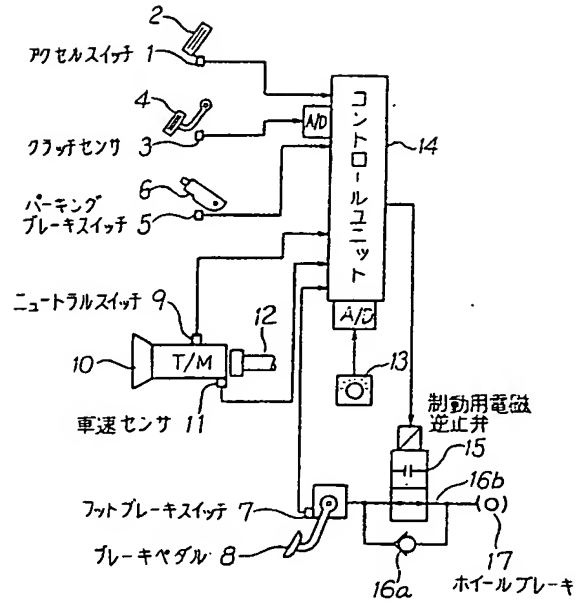 2
アクセルスイッチ 1
4
クラッチセンサ 3
A/D
コントロールユニット
14
6
パーキング
ブレーキスイッチ 5
ニュートラルスイッチ 9
12
10
T/M
A/D
13
車速センサ 11
制動用電磁
逆止弁
15
16b
フットブレーキスイッチ 7
ブレーキペダル 8
16a
17
ホイールブレーキ